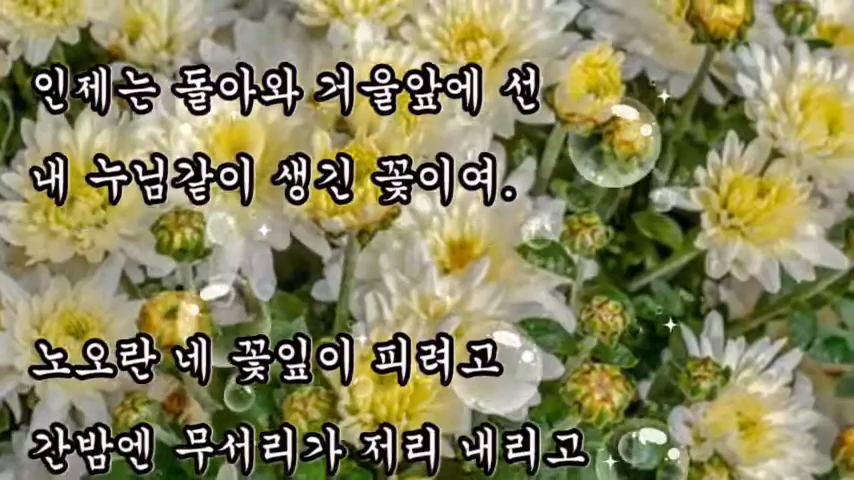 인제는 돌아와 거울앞에 선
내 누님같이 생긴 꽃이여.
노오란 네 꽃잎이 피려고
간밤엔 무서리가 저리 내리고